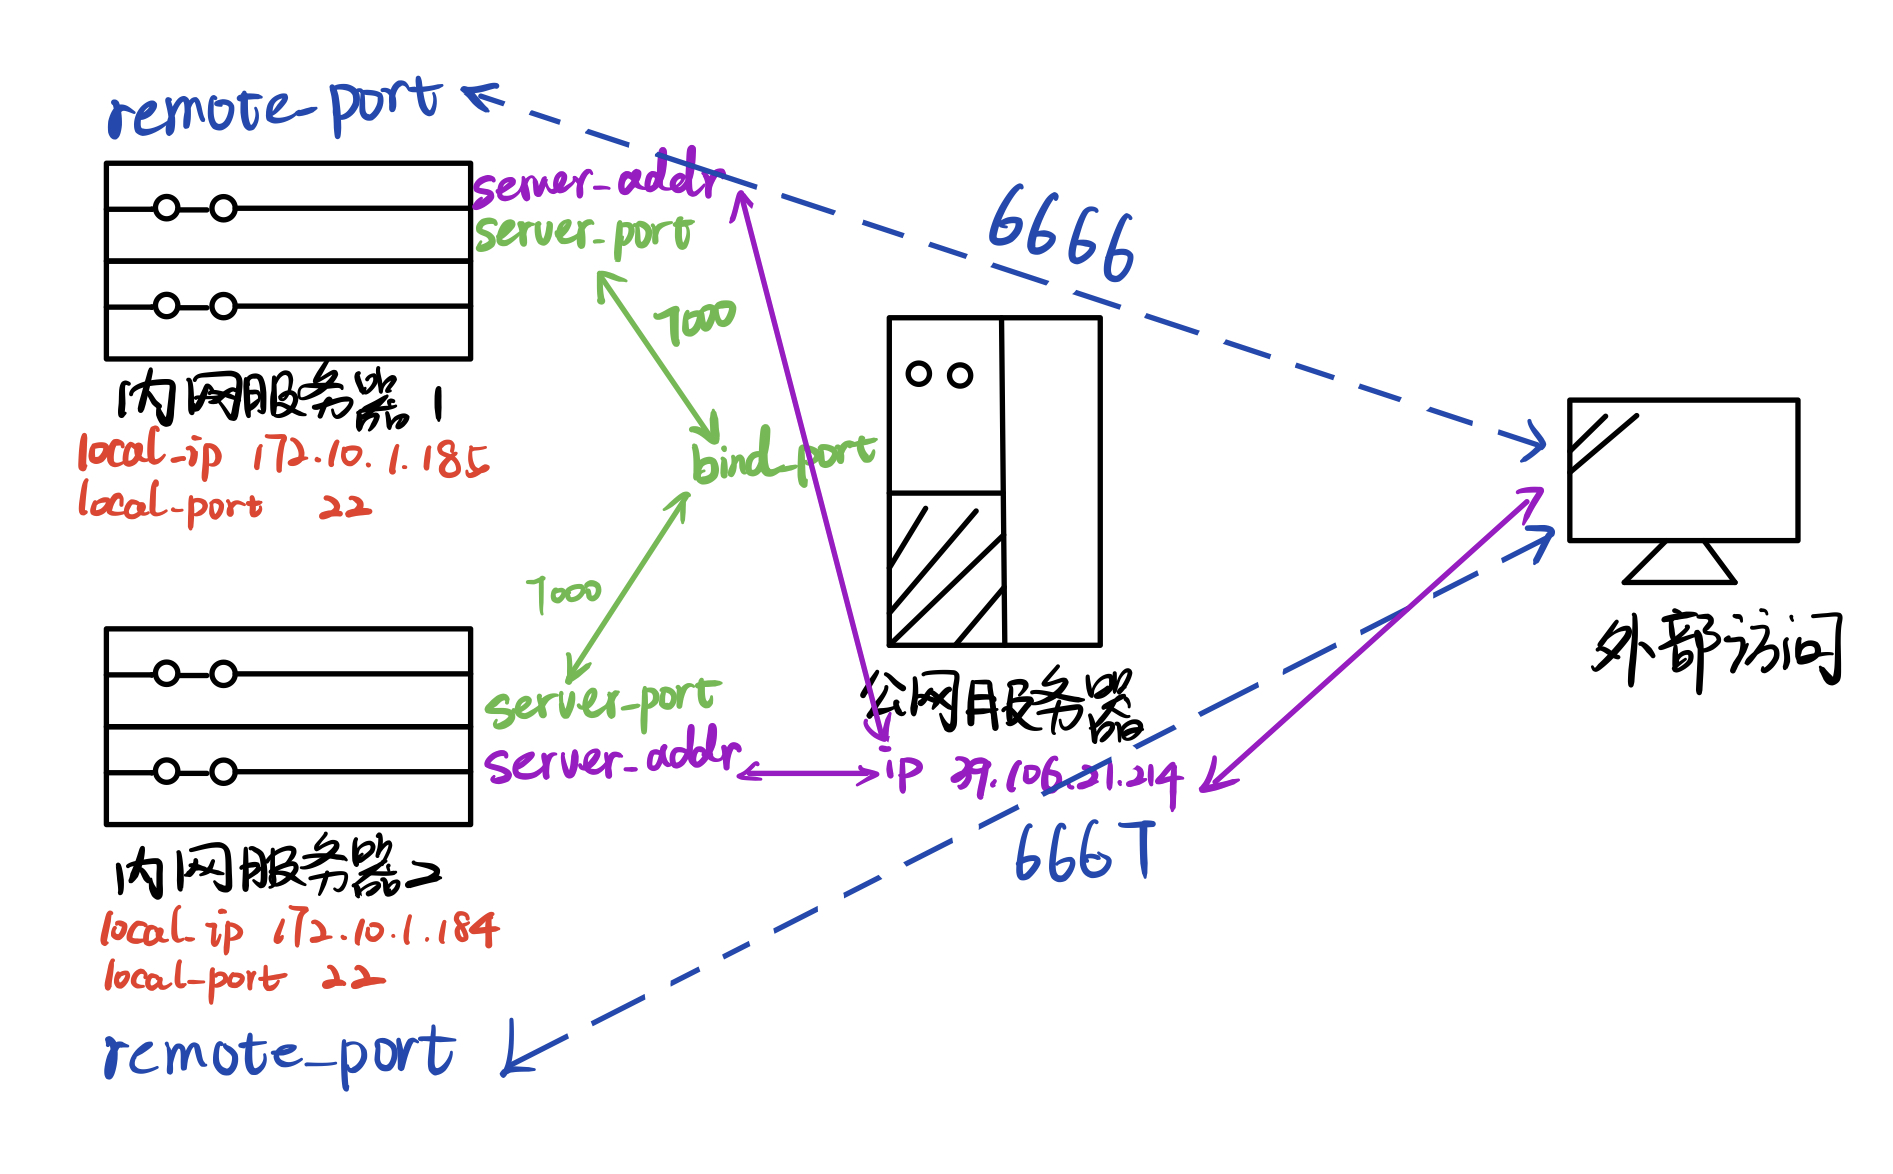 remote_port
server_addr
server_port
6666
7000
内网服务器1
local_ip 172.10.1.185
local_port 22
bind_port
7000
外部访问
server_port
公网服务器
server_addr
ip 39.106.21.214
6667
内网服务器2
local_ip 172.10.1.184
local_port 22
remote_port